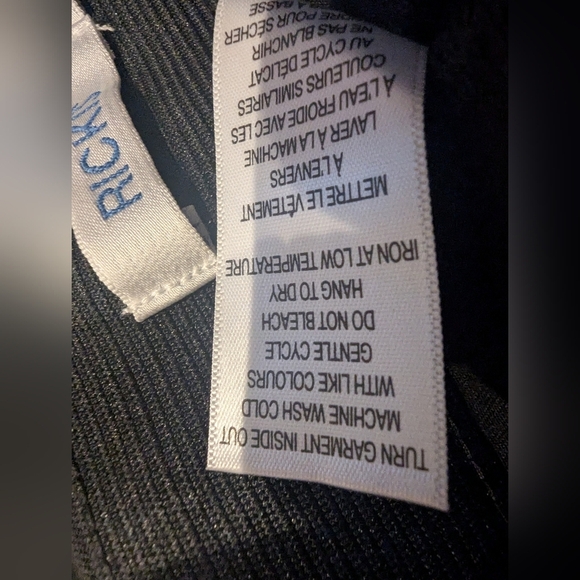 TURN GARMENT INSIDE OUT
MACHINE WASH COLD
WITH LIKE COLOURS
GENTLE CYCLE
DO NOT BLEACH
HANG TO DRY
IRON AT LOW TEMPERATURE
METTRE LE VÊTEMENT
À L'ENVERS
LAVER À LA MACHINE
À L'EAU FROIDE AVEC LES
COULEURS SIMILAIRES
AU CYCLE DÉLICAT
NE PAS BLANCHIR
POUR SÉCHER
RICKI